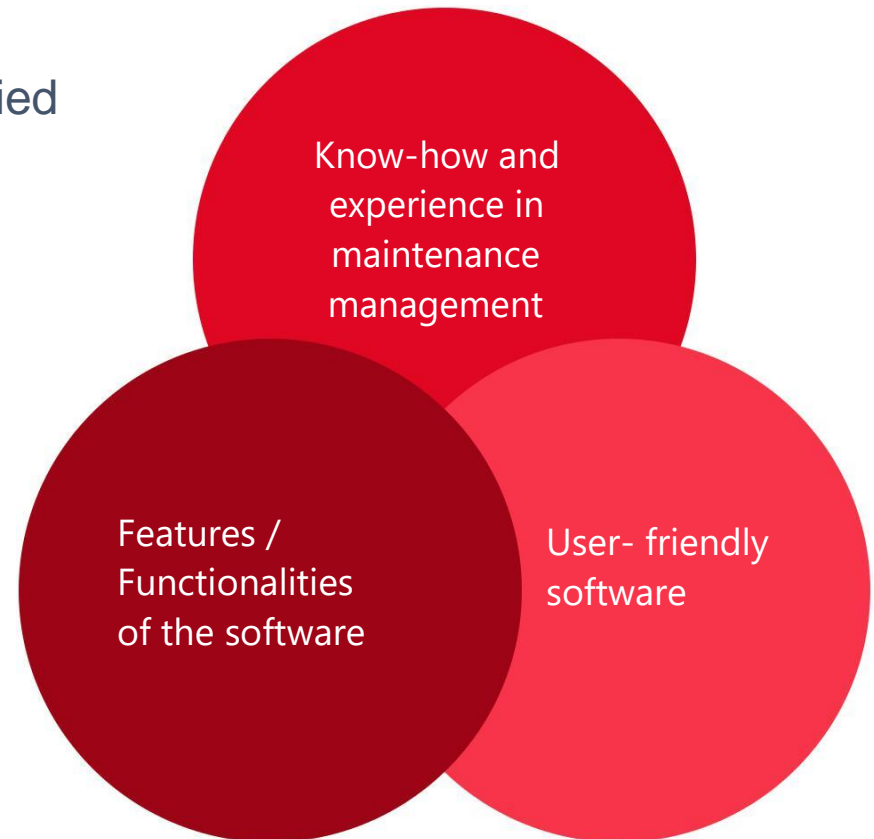 ied
Know-how and
experience in
maintenance
management
Features /
Functionalities
of the software
User- friendly
software